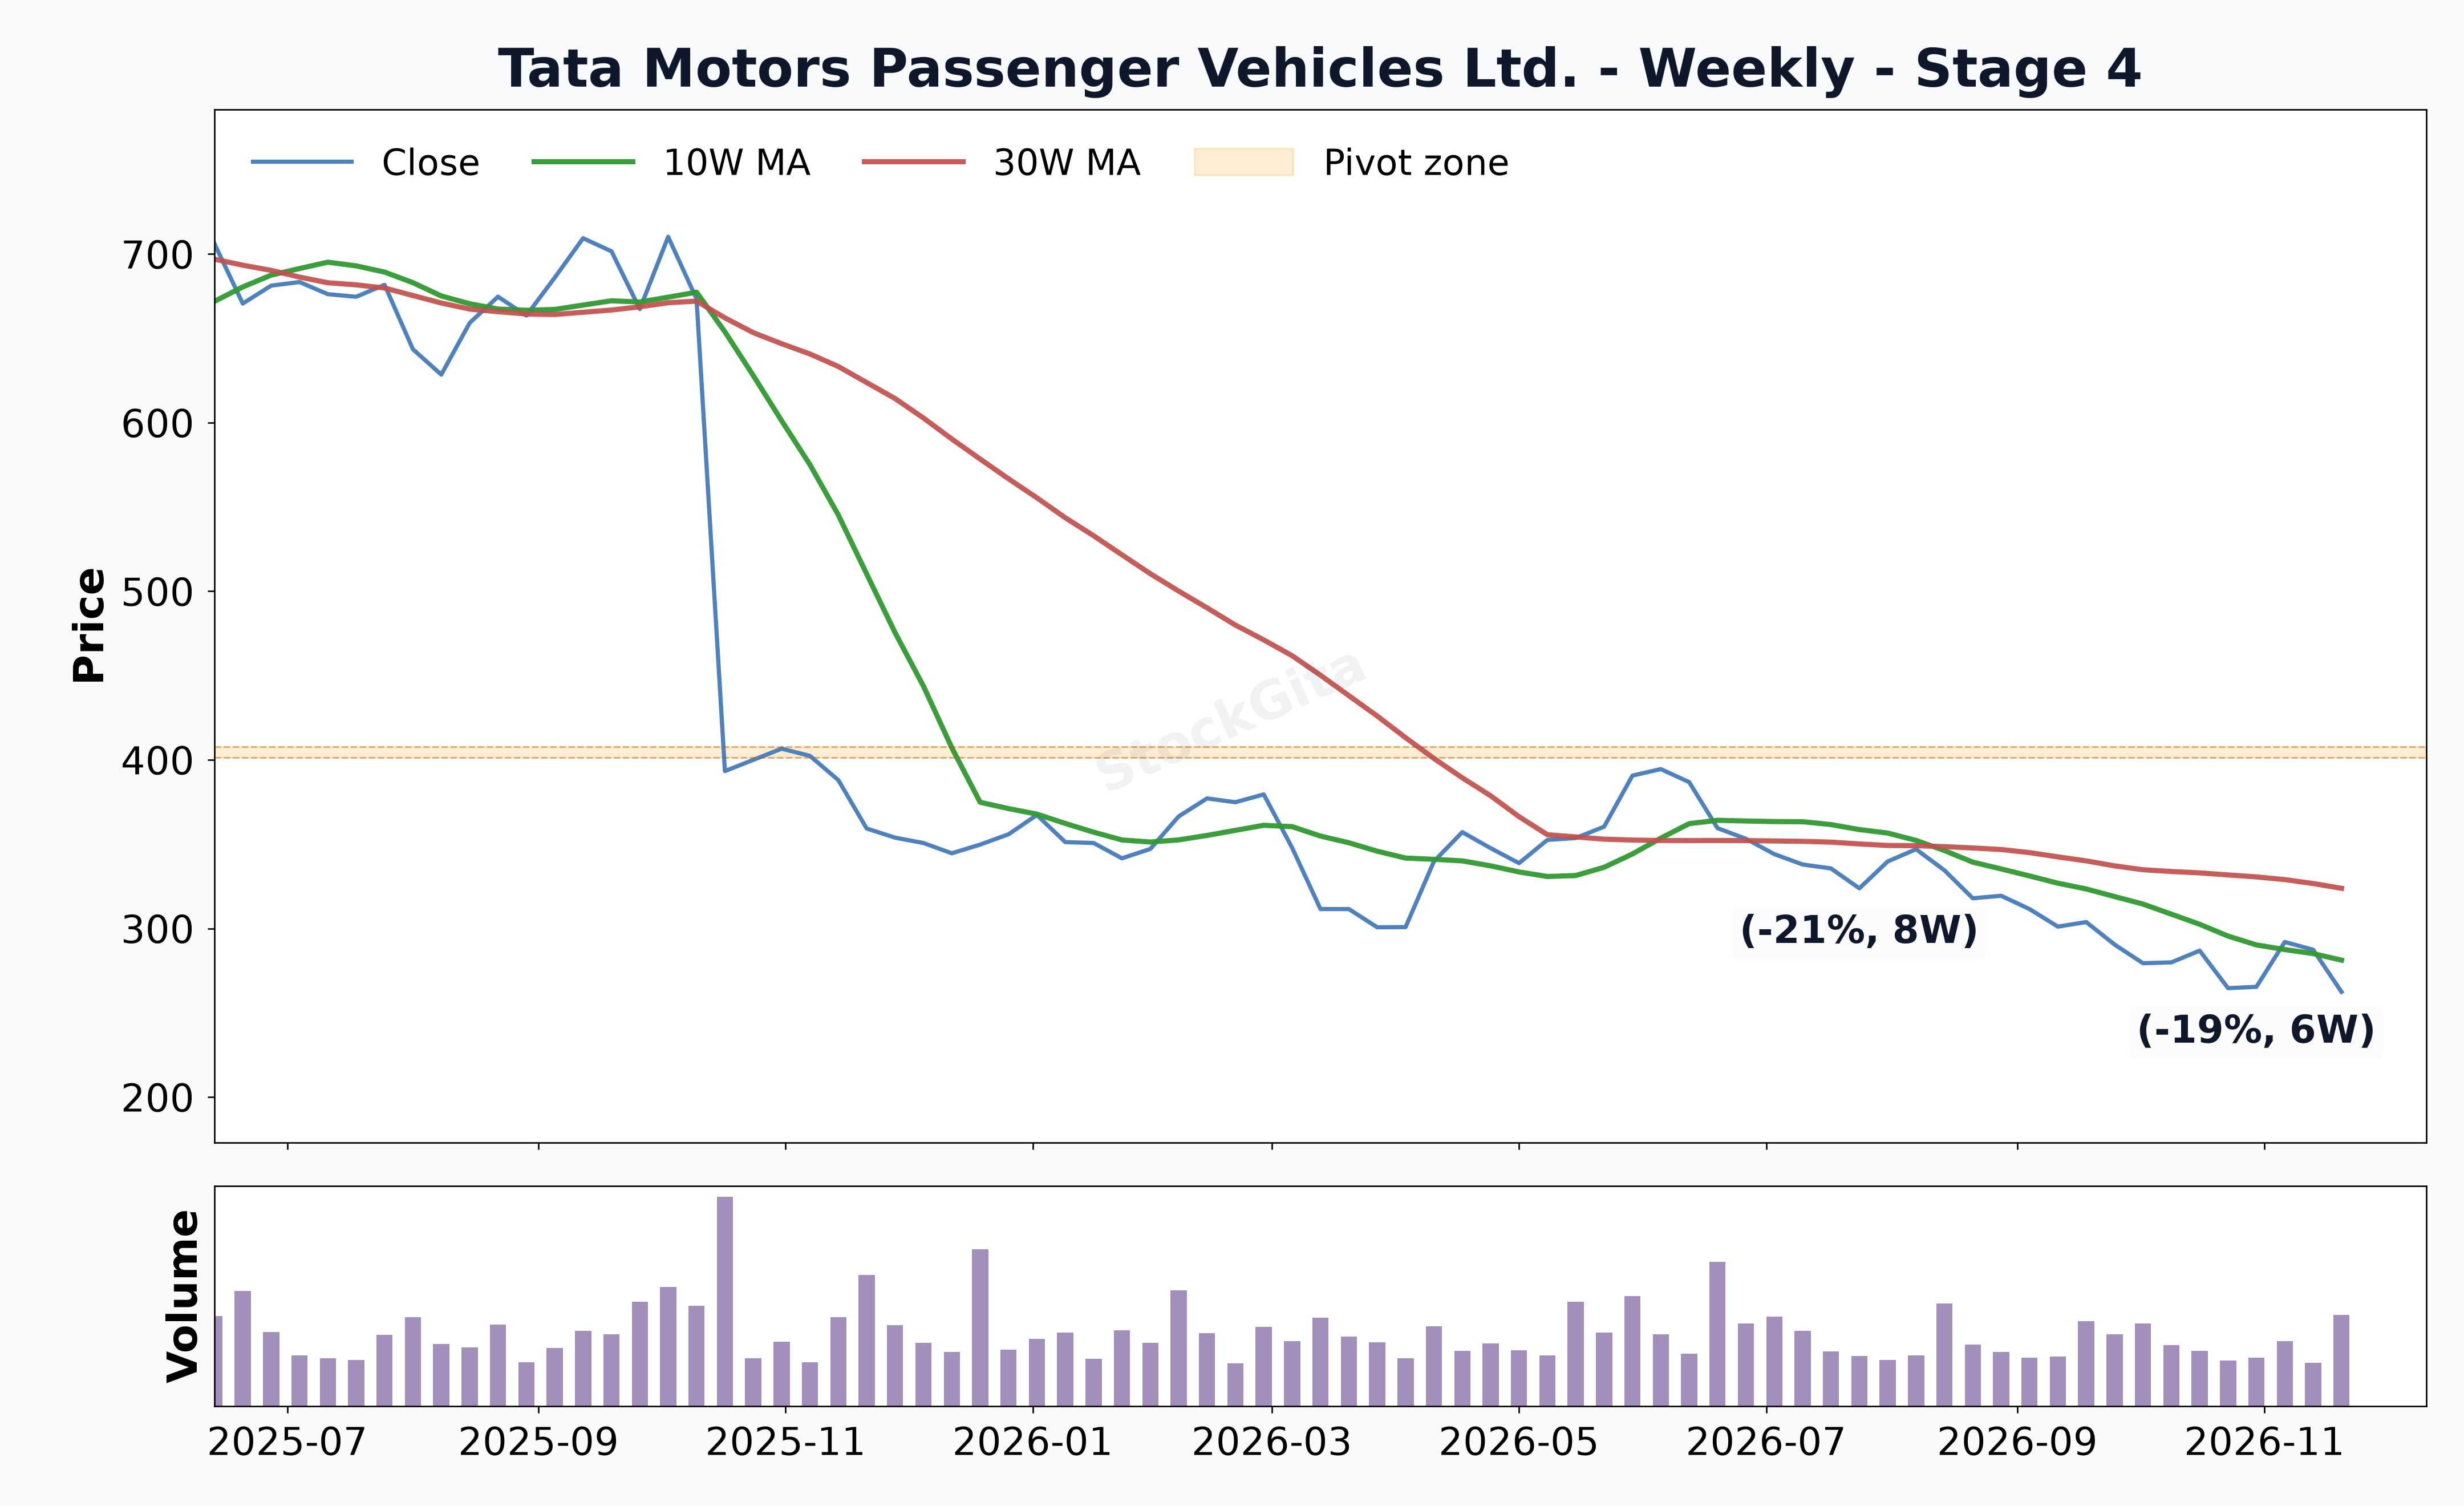 Tata Motors Passenger Vehicles Ltd. - Weekly - Stage 4
Close 10W MA 30W MA Pivot zone
700
600
500
400
300
200
Price
StockGita
(-21%, 8W)
(-19%, 6W)
Volume
2025-07 2025-09 2025-11 2026-01 2026-03 2026-05 2026-07 2026-09 2026-11